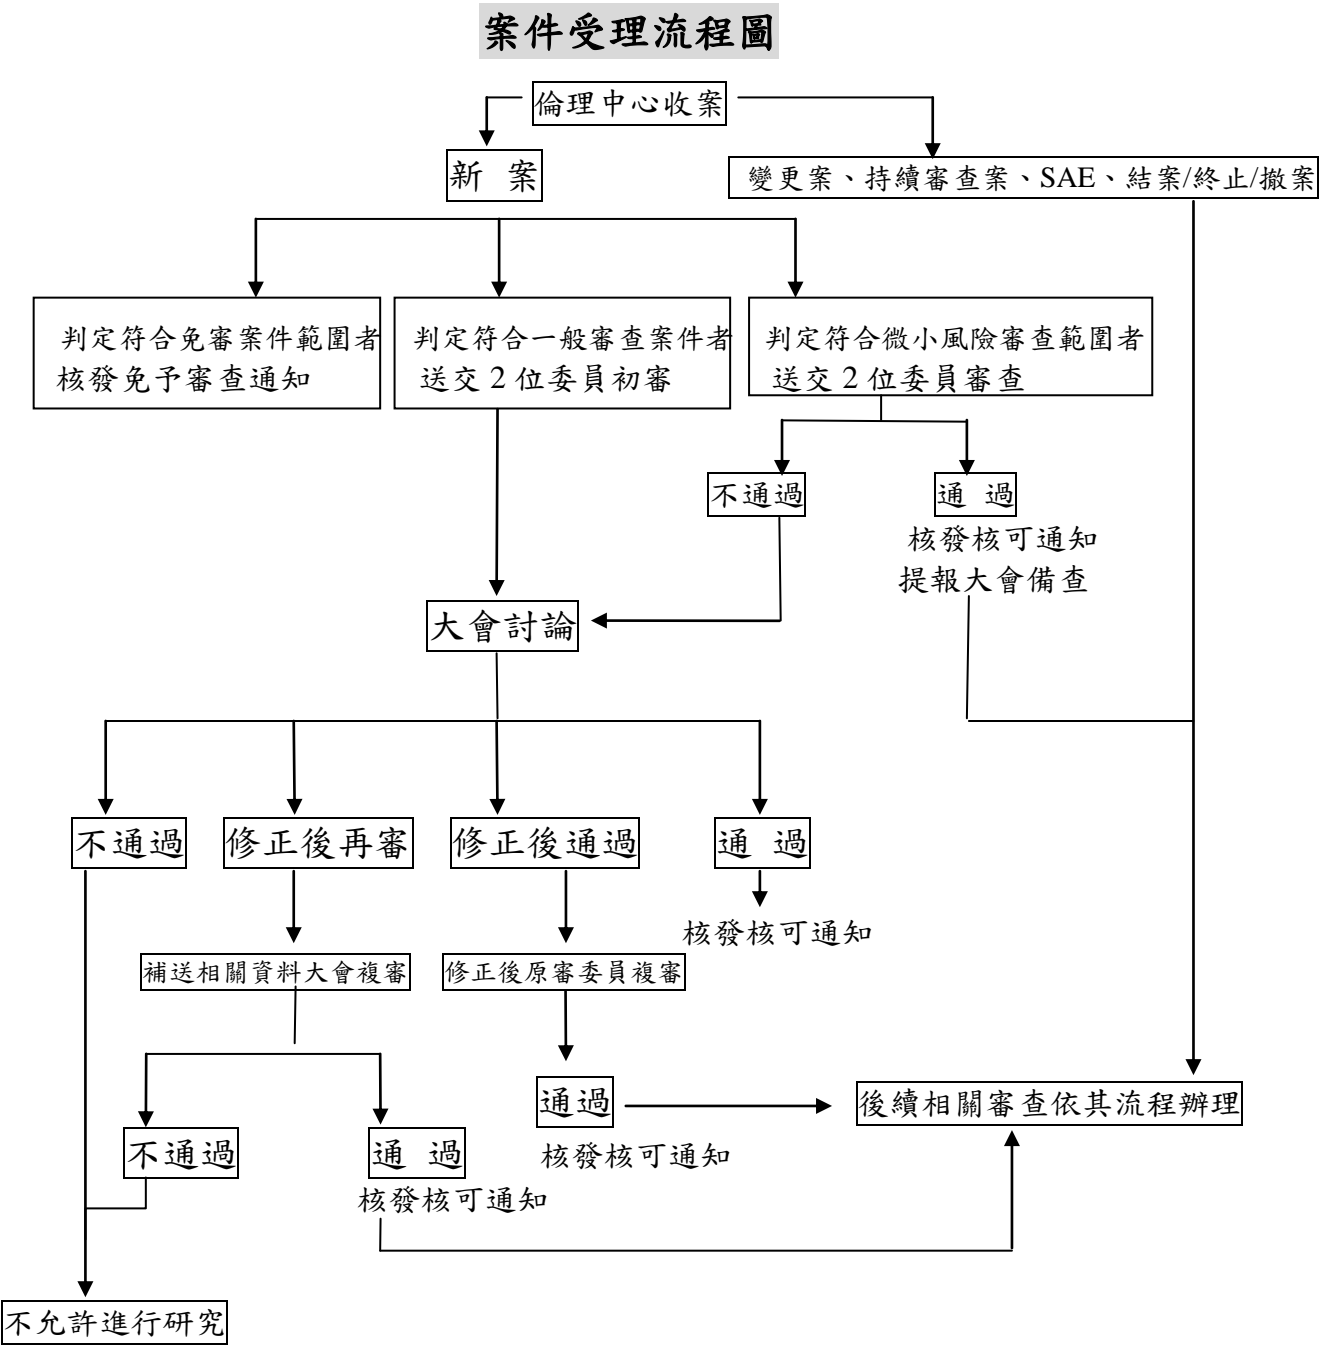 案件受理流程圖
倫理中心收案
新 案
變更案、持續審查案、SAE、結案/終止/撤案
判定符合免審案件範圍者
核發免予審查通知
判定符合一般審查案件者
送交 2 位委員初審
判定符合微小風險審查範圍者
送交 2 位委員審查
不通過
通 過
核發核可通知
提報大會備查
大會討論
不通過
修正後再審
修正後通過
通 過
核發核可通知
補送相關資料大會複審
修正後原審委員複審
通過
核發核可通知
後續相關審查依其流程辦理
不通過
通 過
核發核可通知
不允許進行研究